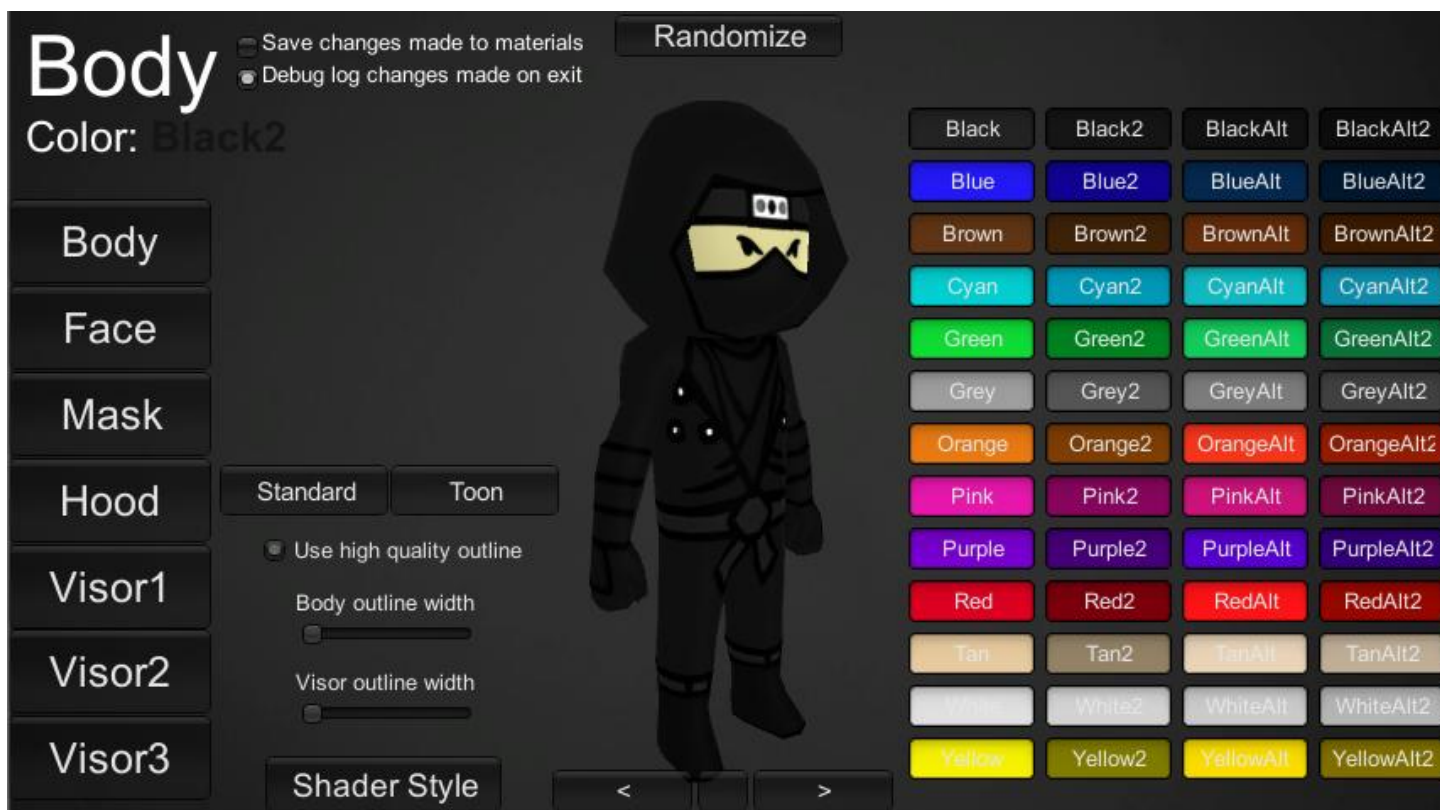 Body
Save changes made to materials
Debug log changes made on exit
Randomize
Color: Black2
Body
Face
Mask
Hood
Visor1
Visor2
Visor3
Standard Toon
Use high quality outline
Body outline width
Visor outline width
Shader Style
< >
Black Black2 BlackAlt BlackAlt2
Blue Blue2 BlueAlt BlueAlt2
Brown Brown2 BrownAlt BrownAlt2
Cyan Cyan2 CyanAlt CyanAlt2
Green Green2 GreenAlt GreenAlt2
Grey Grey2 GreyAlt GreyAlt2
Orange Orange2 OrangeAlt OrangeAlt2
Pink Pink2 PinkAlt PinkAlt2
Purple Purple2 PurpleAlt PurpleAlt2
Red Red2 RedAlt RedAlt2
Tan Tan2 TanAlt TanAlt2
White White2 WhiteAlt WhiteAlt2
Yellow Yellow2 YellowAlt YellowAlt2